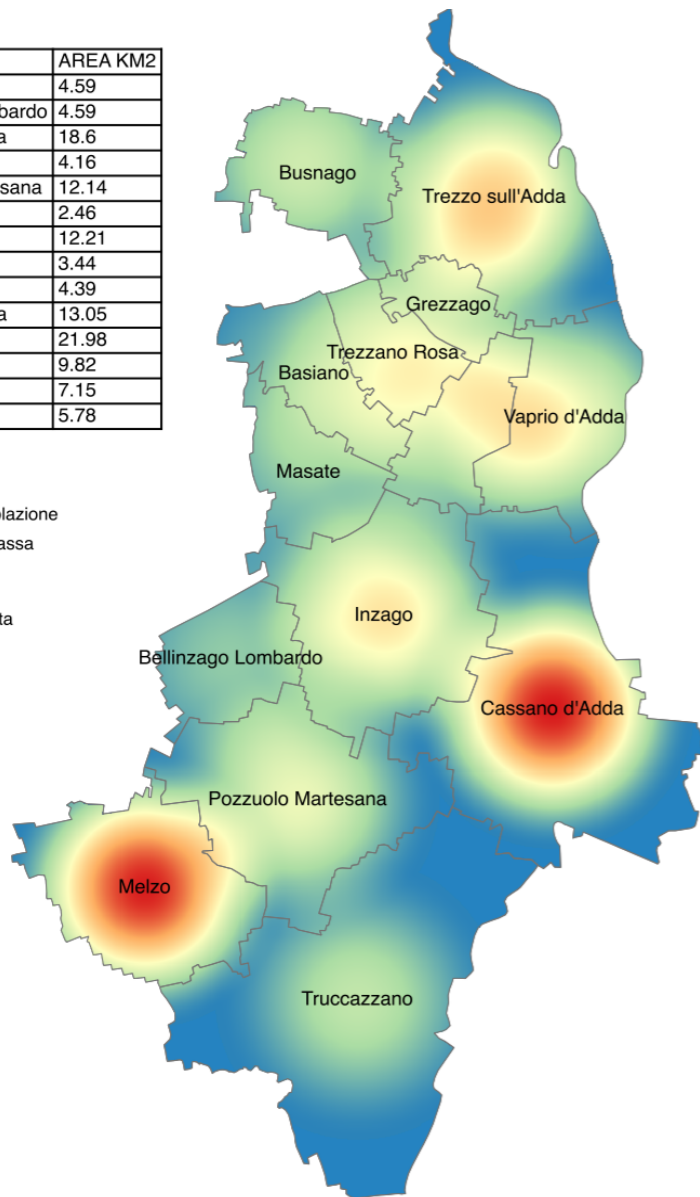 AREA KM2
4.59
bardo 4.59
a 18.6
4.16
sana 12.14
2.46
12.21
3.44
4.39
a 13.05
21.98
9.82
7.15
5.78
olazione
assa
ta
Busnago
Trezzo sull'Adda
Grezzago
Trezzano Rosa
Basiano
Vaprio d'Adda
Masate
Inzago
Bellinzago Lombardo
Cassano d'Adda
Pozzuolo Martesana
Melzo
Truccazzano